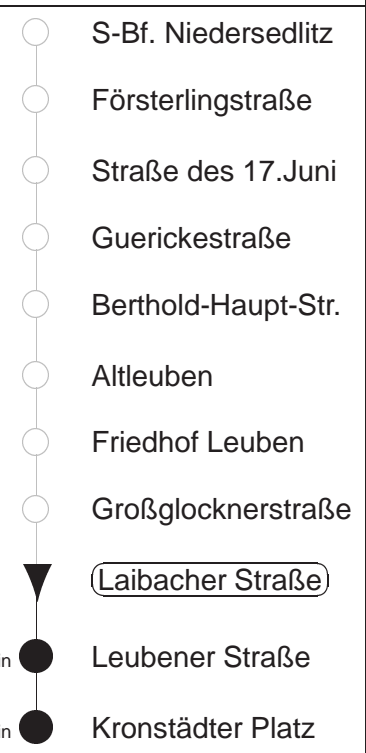 S-Bf. Niedersedlitz
Försterlingstraße
Straße des 17.Juni
Guerickestraße
Berthold-Haupt-Str.
Altleuben
Friedhof Leuben
Großglocknerstraße
Laibacher Straße
Leubener Straße
Kronstädter Platz